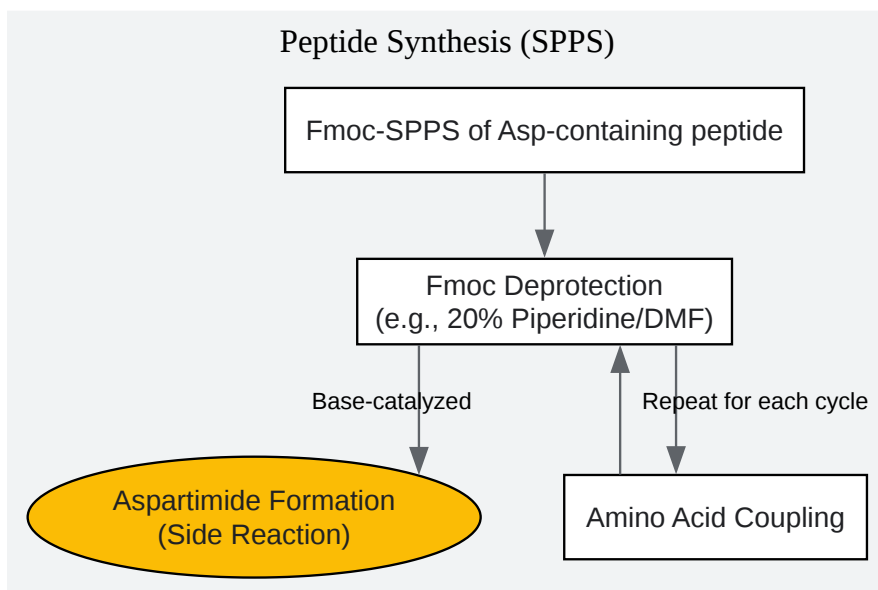 Peptide Synthesis (SPPS)
Fmoc-SPPS of Asp-containing peptide
Fmoc Deprotection
(e.g., 20% Piperidine/DMF)
Base-catalyzed
Repeat for each cycle
Aspartimide Formation
(Side Reaction)
Amino Acid Coupling